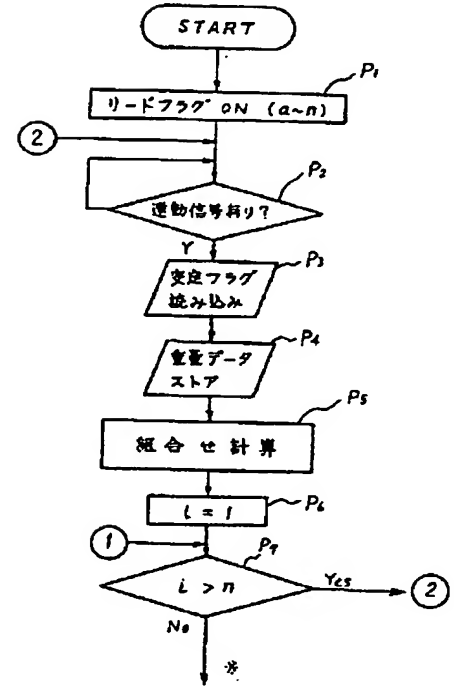 START
P1
リードフラグ ON (a~n)
2
P2
連動信号有り?
Y
P3
安定フラグ
読み込み
P4
重量データ
ストア
P5
組合せ計算
P6
i = 1
1
P7
i > n
Yes
2
No
※